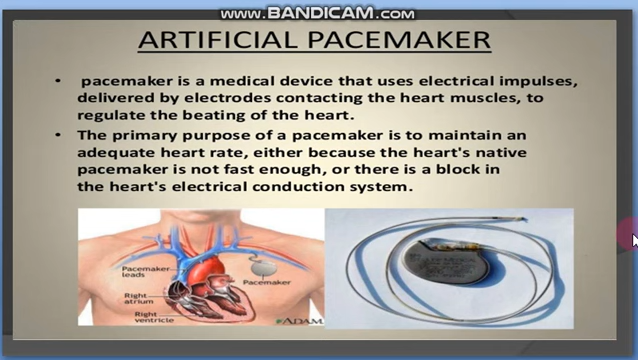 www.BANDICAM.com
ARTIFICIAL PACEMAKER
• pacemaker is a medical device that uses electrical impulses,
delivered by electrodes contacting the heart muscles, to
regulate the beating of the heart.
• The primary purpose of a pacemaker is to maintain an
adequate heart rate, either because the heart's native
pacemaker is not fast enough, or there is a block in
the heart's electrical conduction system.
Pacemaker
leads
Pacemaker
Right
atrium
Right
ventricle
ADAM